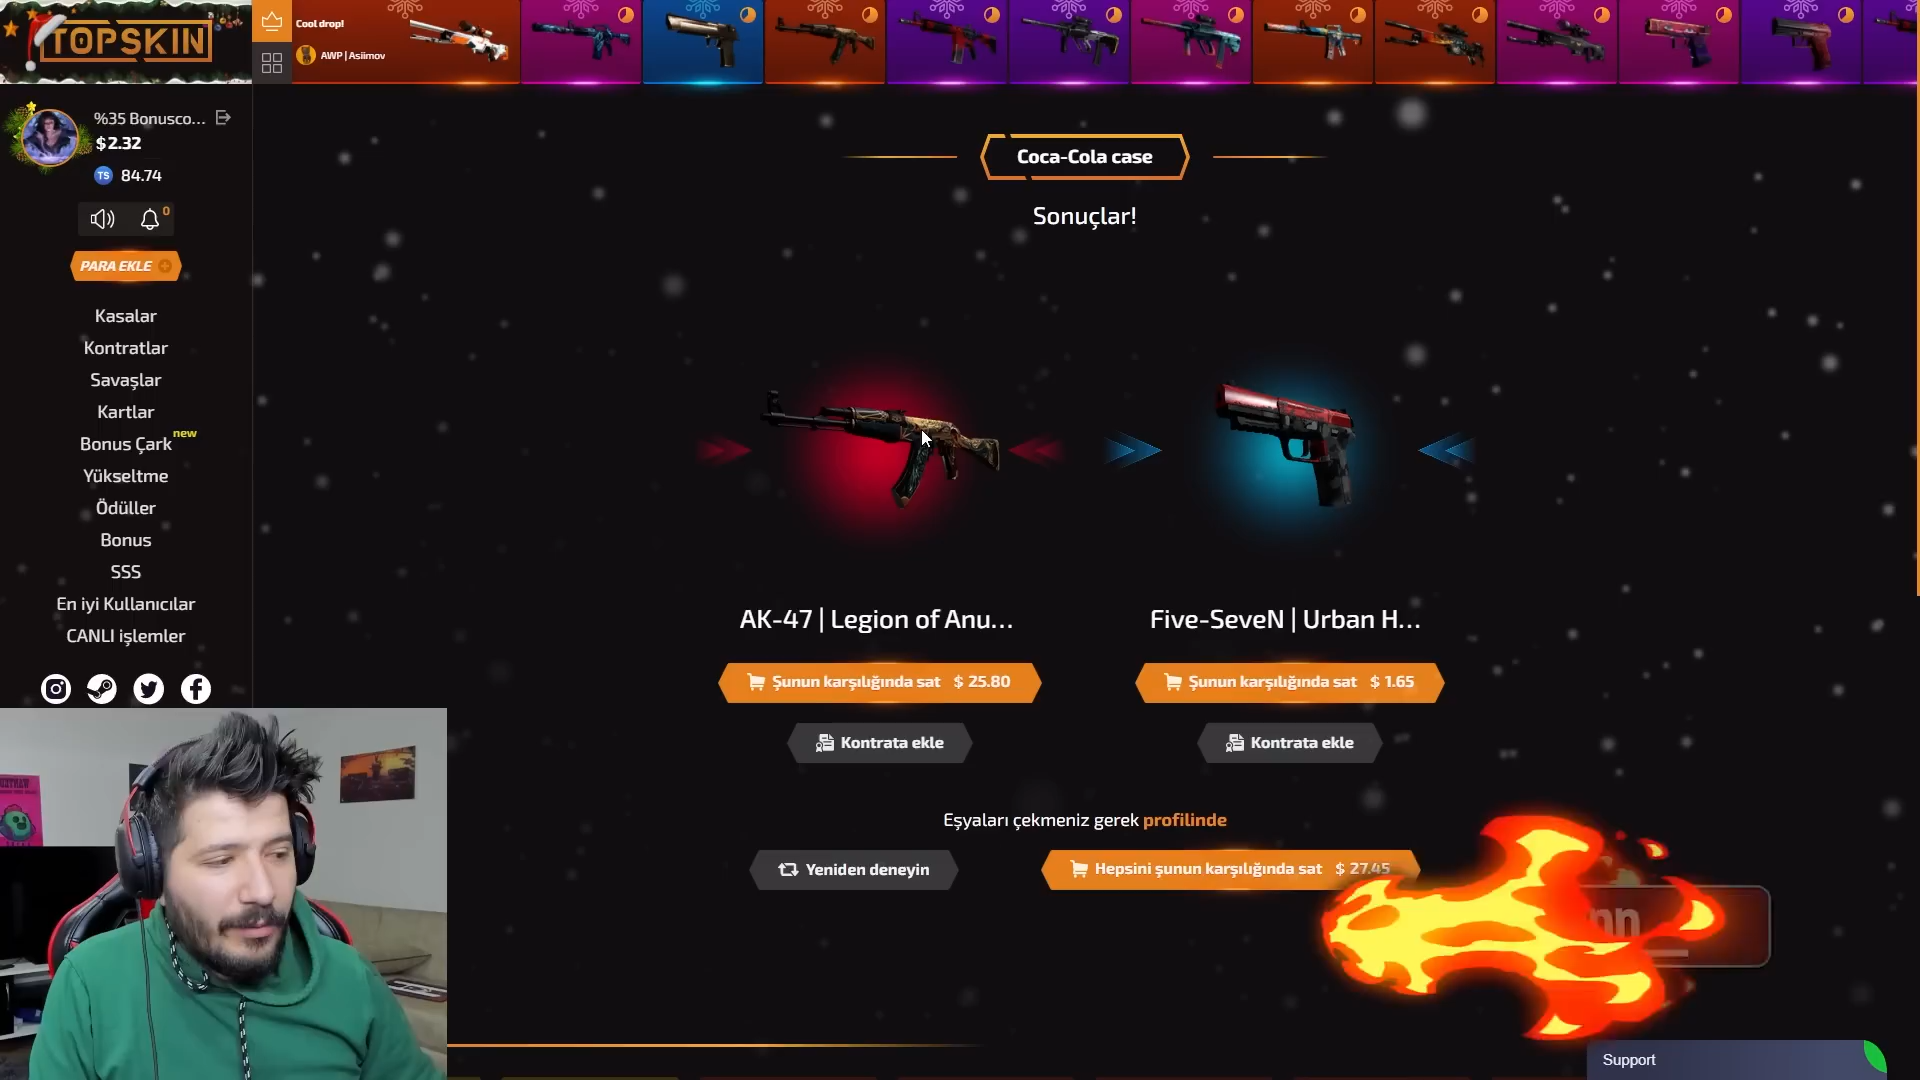 TOPSKIN
Cool drop!
AWP | Asiimov
%35 Bonusco...
$2.32
TS 84.74
0
PARA EKLE
Kasalar
Kontratlar
Savaşlar
Kartlar
Bonus Çark new
Yükseltme
Ödüller
Bonus
SSS
En iyi Kullanıcılar
CANLI işlemler
Coca-Cola case
Sonuçlar!
AK-47 | Legion of Anu...
Five-SeveN | Urban H...
Şunun karşılığında sat $ 25.80
Şunun karşılığında sat $ 1.65
Kontrata ekle
Kontrata ekle
Eşyaları çekmeniz gerek profilinde
Yeniden deneyin
Hepsini şunun karşılığında sat $ 27.45
Support